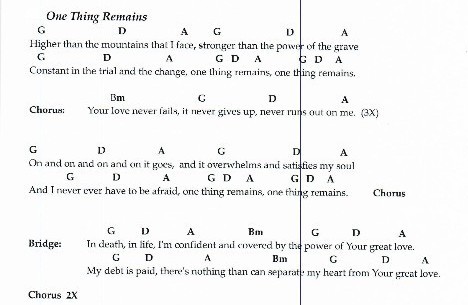 One Thing Remains
G D A G D A
Higher than the mountains that I face, stronger than the power of the grave
G D A G D A G D A
Constant in the trial and the change, one thing remains, one thing remains.
Bm G D A
Chorus: Your love never fails, it never gives up, never runs out on me. (3X)
G D A G D A
On and on and on and on it goes, and it overwhelms and satisfies my soul
G D A G D A G D A
And I never ever have to be afraid, one thing remains, one thing remains. Chorus
G D A Bm G D A
Bridge: In death, in life, I'm confident and covered by the power of Your great love.
G D A Bm G D A
My debt is paid, there's nothing than can separate my heart from Your great love.
Chorus 2X